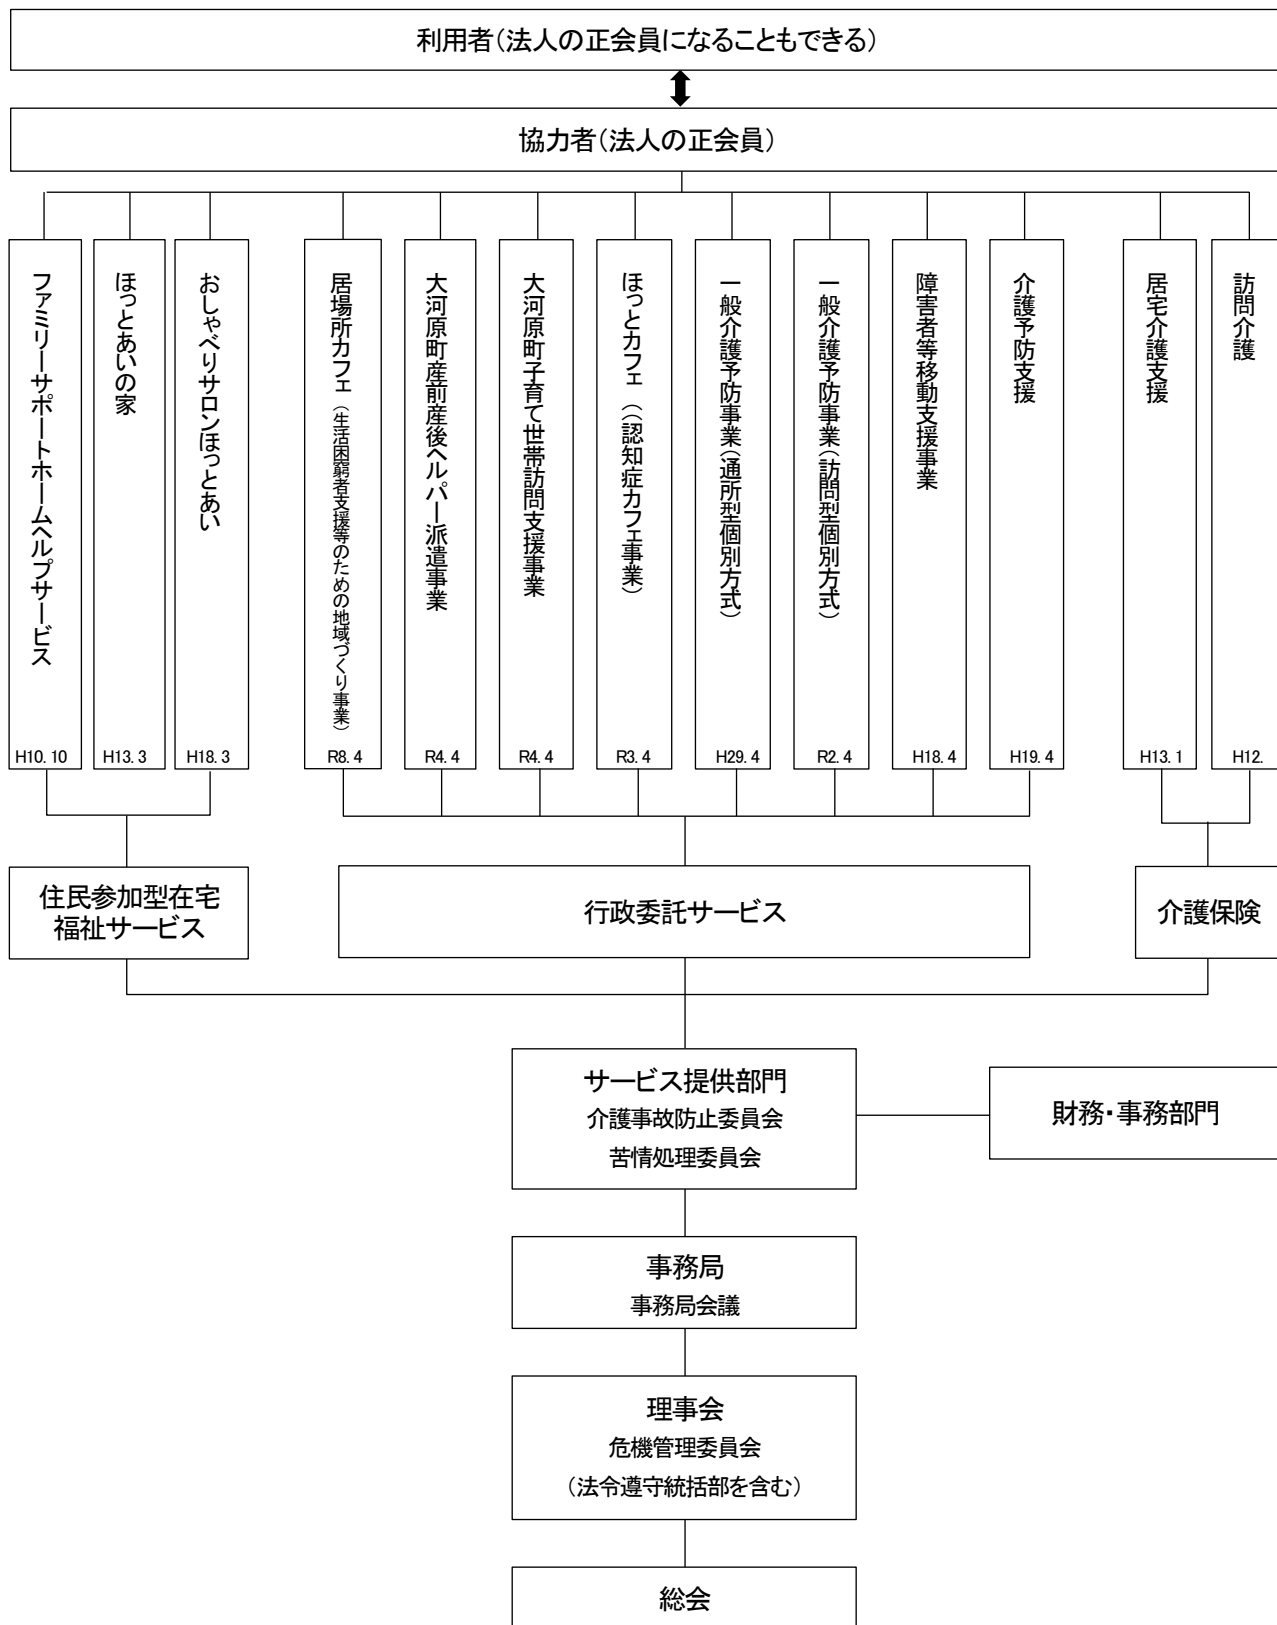 利用者(法人の正会員になることもできる)
協力者(法人の正会員)
ファミリーサポートホームヘルプサービス
H10.10
ほっとあいの家
H13.3
おしゃべりサロンほっとあい
H18.3
居場所カフェ (生活困窮者支援等のための地域づくり事業)
R8.4
大河原町産前産後ヘルパー派遣事業
R4.4
大河原町子育て世帯訪問支援事業
R4.4
ほっとカフェ ((認知症カフェ事業)
R3.4
一般介護予防事業(通所型個別方式)
H29.4
一般介護予防事業(訪問型個別方式)
R2.4
障害者等移動支援事業
H18.4
介護予防支援
H19.4
居宅介護支援
H13.1
訪問介護
H12.
住民参加型在宅
福祉サービス
行政委託サービス
介護保険
サービス提供部門
介護事故防止委員会
苦情処理委員会
財務・事務部門
事務局
事務局会議
理事会
危機管理委員会
(法令遵守統括部を含む)
総会